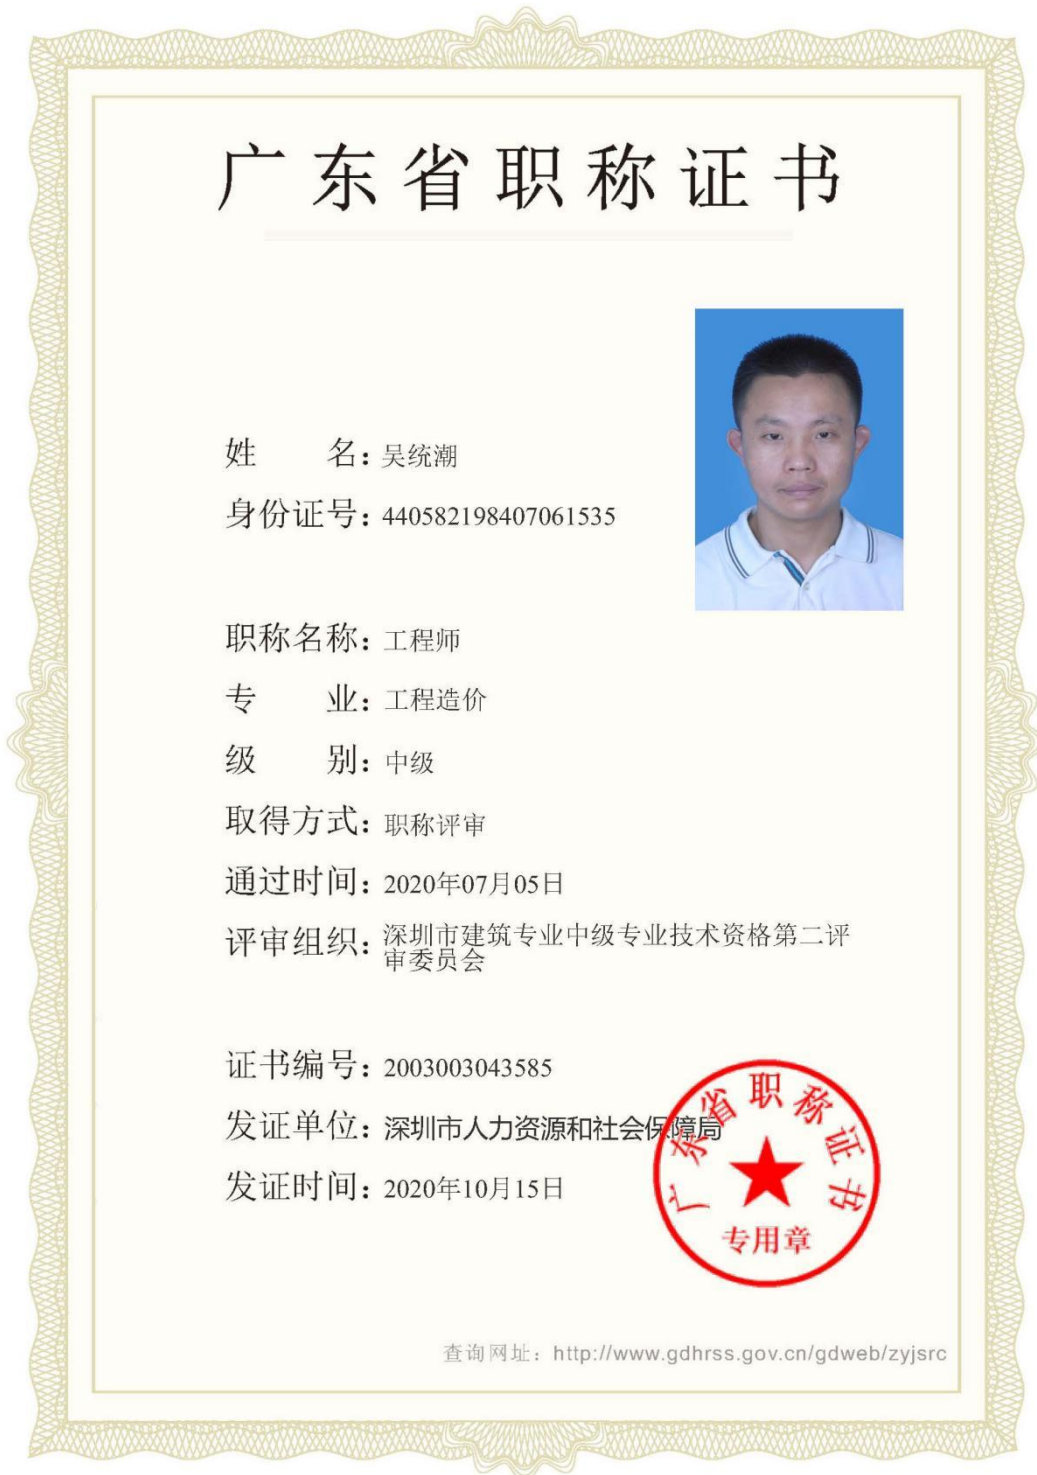 广东省职称证书
姓 名：吴统潮
身份证号：440582198407061535
职称名称：工程师
专 业：工程造价
级 别：中级
取得方式：职称评审
通过时间：2020年07月05日
评审组织：深圳市建筑专业中级专业技术资格第二评
审委员会
证书编号：2003003043585
发证单位：深圳市人力资源和社会保障局
发证时间：2020年10月15日
广东省职称证书
专用章
查询网址：http://www.gdhrss.gov.cn/gdweb/zyjsrc